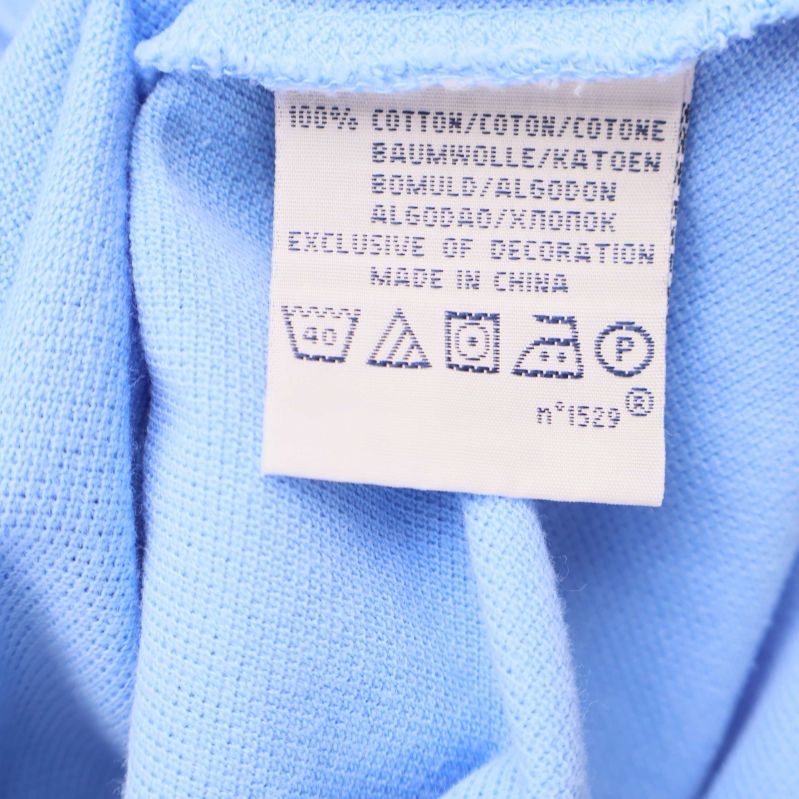 100% COTTON/COTON/COTONE
BAUMWOLLE/KATOEN
BOMULD/ALGODON
ALGODAO/ХЛОПОК
EXCLUSIVE OF DECORATION
MADE IN CHINA
40 P
n°1529 ®